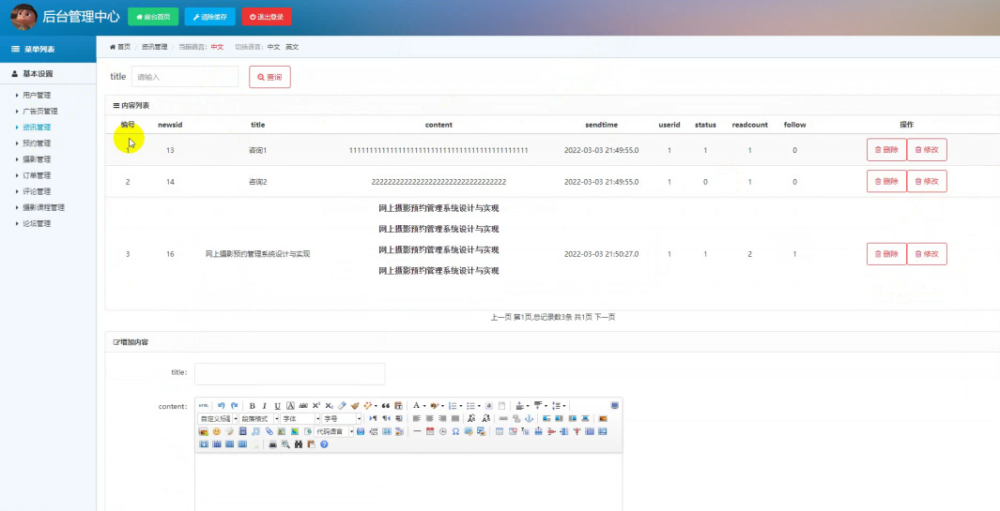 后台管理中心 前台首页 清除缓存 退出登录
菜单列表 首页 / 资讯管理 / 当前语言：中文 切换语言：中文 英文
基本设置
用户管理
广告页管理
资讯管理
预约管理
摄影管理
订单管理
评论管理
摄影课程管理
论坛管理
title 请输入 查询
内容列表
编号 newsid title content sendtime userid status readcount follow 操作
1 13 咨询1 2022-03-03 21:49:55.0 1 1 1 0 删除 修改
2 14 咨询2 2022-03-03 21:49:55.0 1 0 1 0 删除 修改
网上摄影预约管理系统设计与实现
网上摄影预约管理系统设计与实现
3 16 网上摄影预约管理系统设计与实现 网上摄影预约管理系统设计与实现 2022-03-03 21:50:27.0 1 1 2 1 删除 修改
网上摄影预约管理系统设计与实现
上一页 第1页,总记录数3条 共1页 下一页
增加内容
title:
content:
HTML B I U A ABC X² X₂ A
自定义标题 段落格式 字体 字号
代码语言